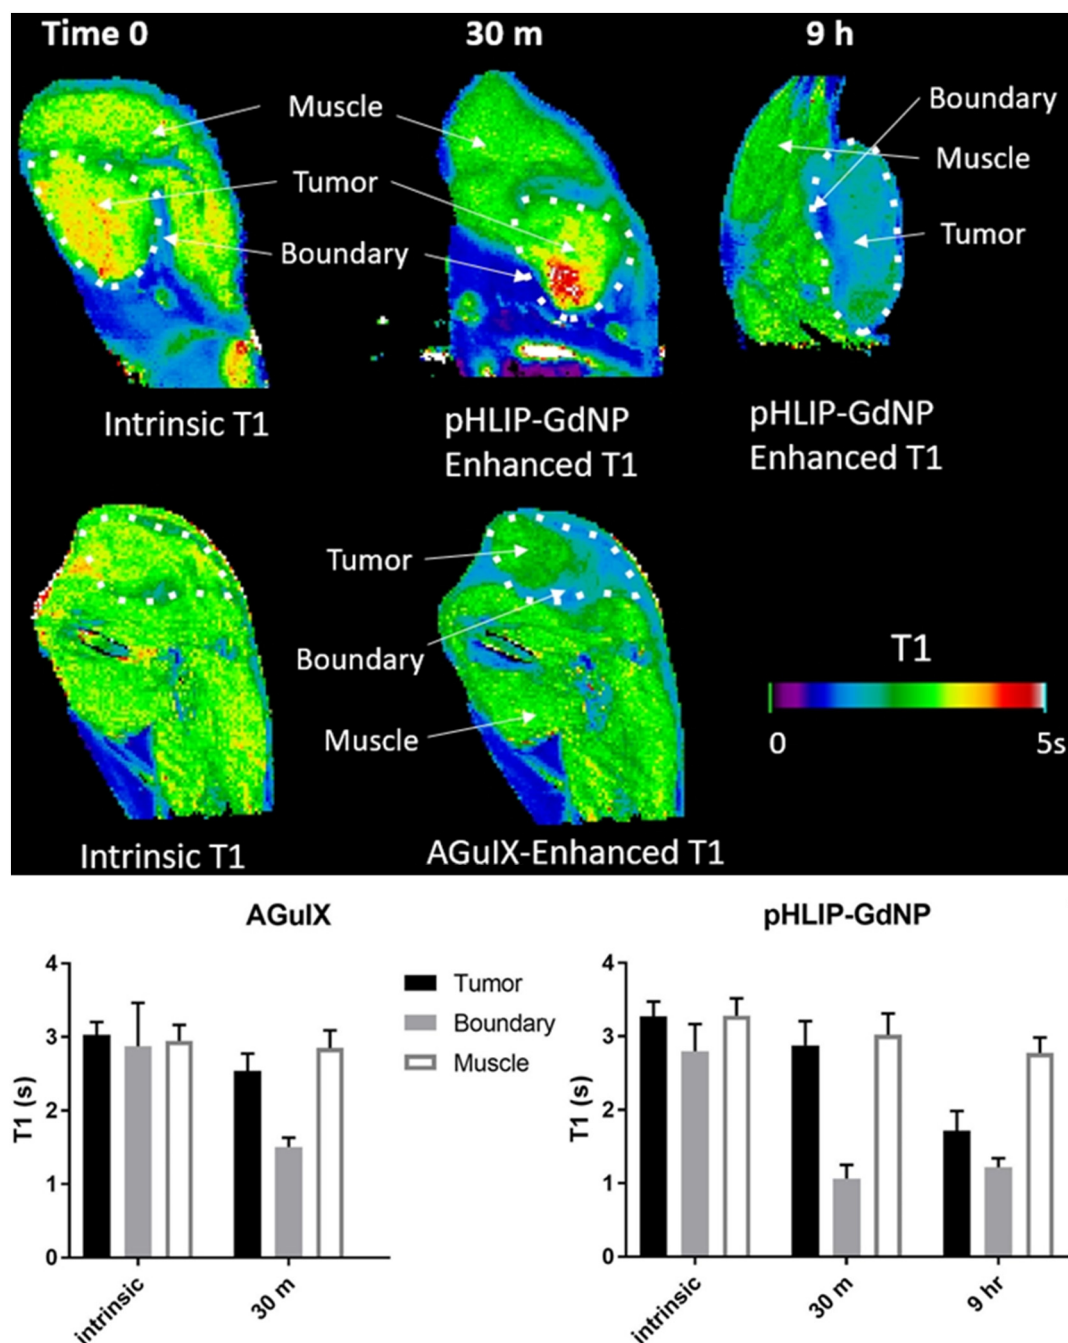 Time 0
30 m
9 h
Muscle
Tumor
Boundary
Boundary
Muscle
Tumor
Intrinsic T1
pHLIP-GdNP
Enhanced T1
pHLIP-GdNP
Enhanced T1
Tumor
Boundary
Muscle
T1
0
5s
Intrinsic T1
AGuIX-Enhanced T1
AGuIX
pHLIP-GdNP
Tumor
Boundary
Muscle
T1 (s)
4
3
2
1
0
intrinsic
30 m
T1 (s)
4
3
2
1
0
intrinsic
30 m
9 hr